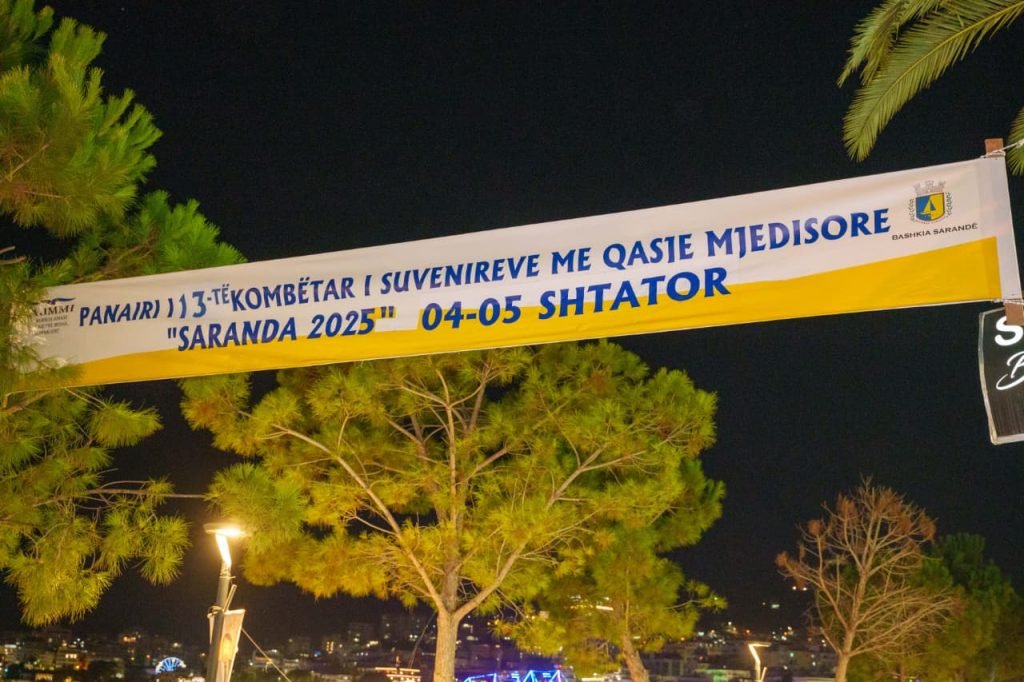 PANAIRI I 13-TË KOMBËTAR I SUVENIREVE ME QASJE MJEDISORE
"SARANDA 2025" 04-05 SHTATOR
BASHKIA SARANDË